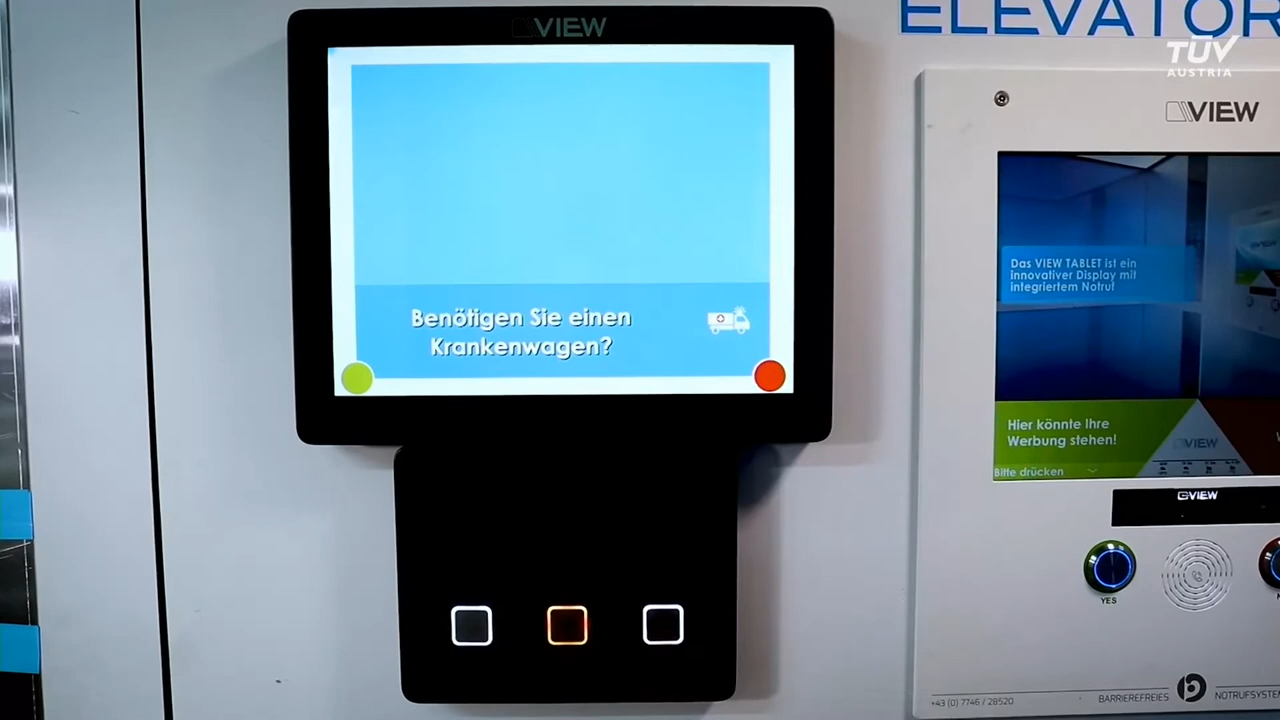 VIEW
Benötigen Sie einen
Krankenwagen?
ELEVATOR
TÜV
AUSTRIA
VIEW
Das VIEW TABLET ist ein
innovativer Display mit
integriertem Notruf
Hier könnte Ihre
Werbung stehen!
VIEW
Bitte drücken
VIEW
YES
+43 (0) 7746 / 28520
BARRIEREFREIES
NOTRUFSYSTE